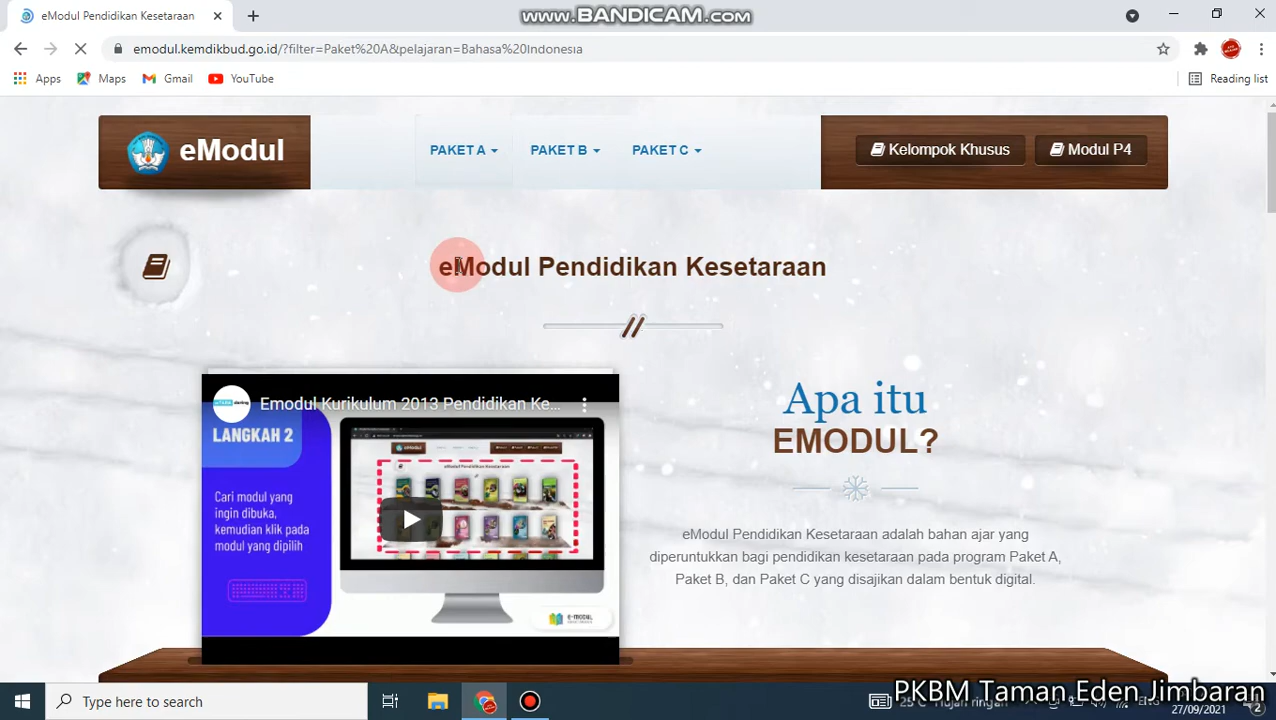 eModul Pendidikan Kesetaraan
www.BANDICAM.com
emodul.kemdikbud.go.id/?filter=Paket%20A&pelajaran=Bahasa%20Indonesia
Apps Maps Gmail YouTube Reading list
eModul PAKET A PAKET B PAKET C Kelompok Khusus Modul P4
eModul Pendidikan Kesetaraan
Emodul Kurikulum 2013 Pendidikan Ke...
LANGKAH 2
Cari modul yang
ingin dibuka,
kemudian klik pada
modul yang dipilih
E-MODUL
Apa itu
EMODUL?
eModul Pendidikan Kesetaraan adalah bahan ajar yang
diperuntukkan bagi pendidikan kesetaraan pada program Paket A,
Paket B, dan Paket C yang disajikan dalam bentuk digital.
Type here to search
PKBM Taman Eden Jimbaran
27/09/2021 2